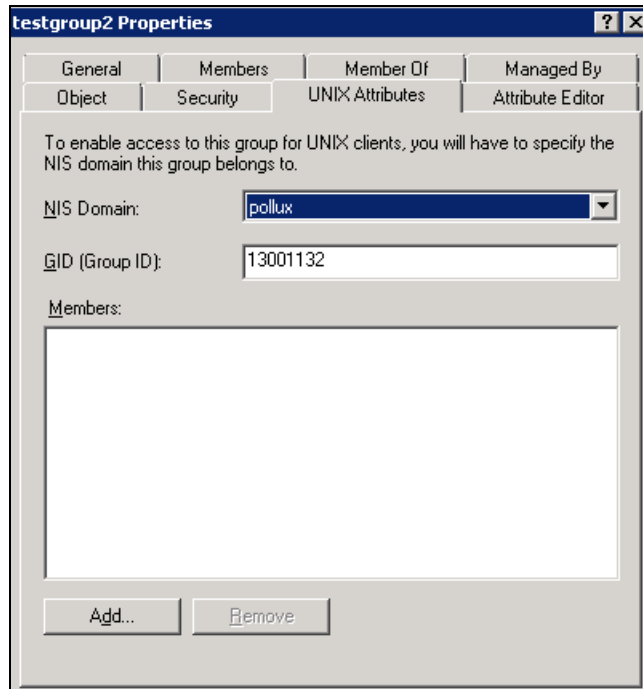 testgroup2 Properties
? X
General Members Member Of Managed By
Object Security UNIX Attributes Attribute Editor
To enable access to this group for UNIX clients, you will have to specify the
NIS domain this group belongs to.
NIS Domain: pollux
GID (Group ID): 13001132
Members:
Add... Remove